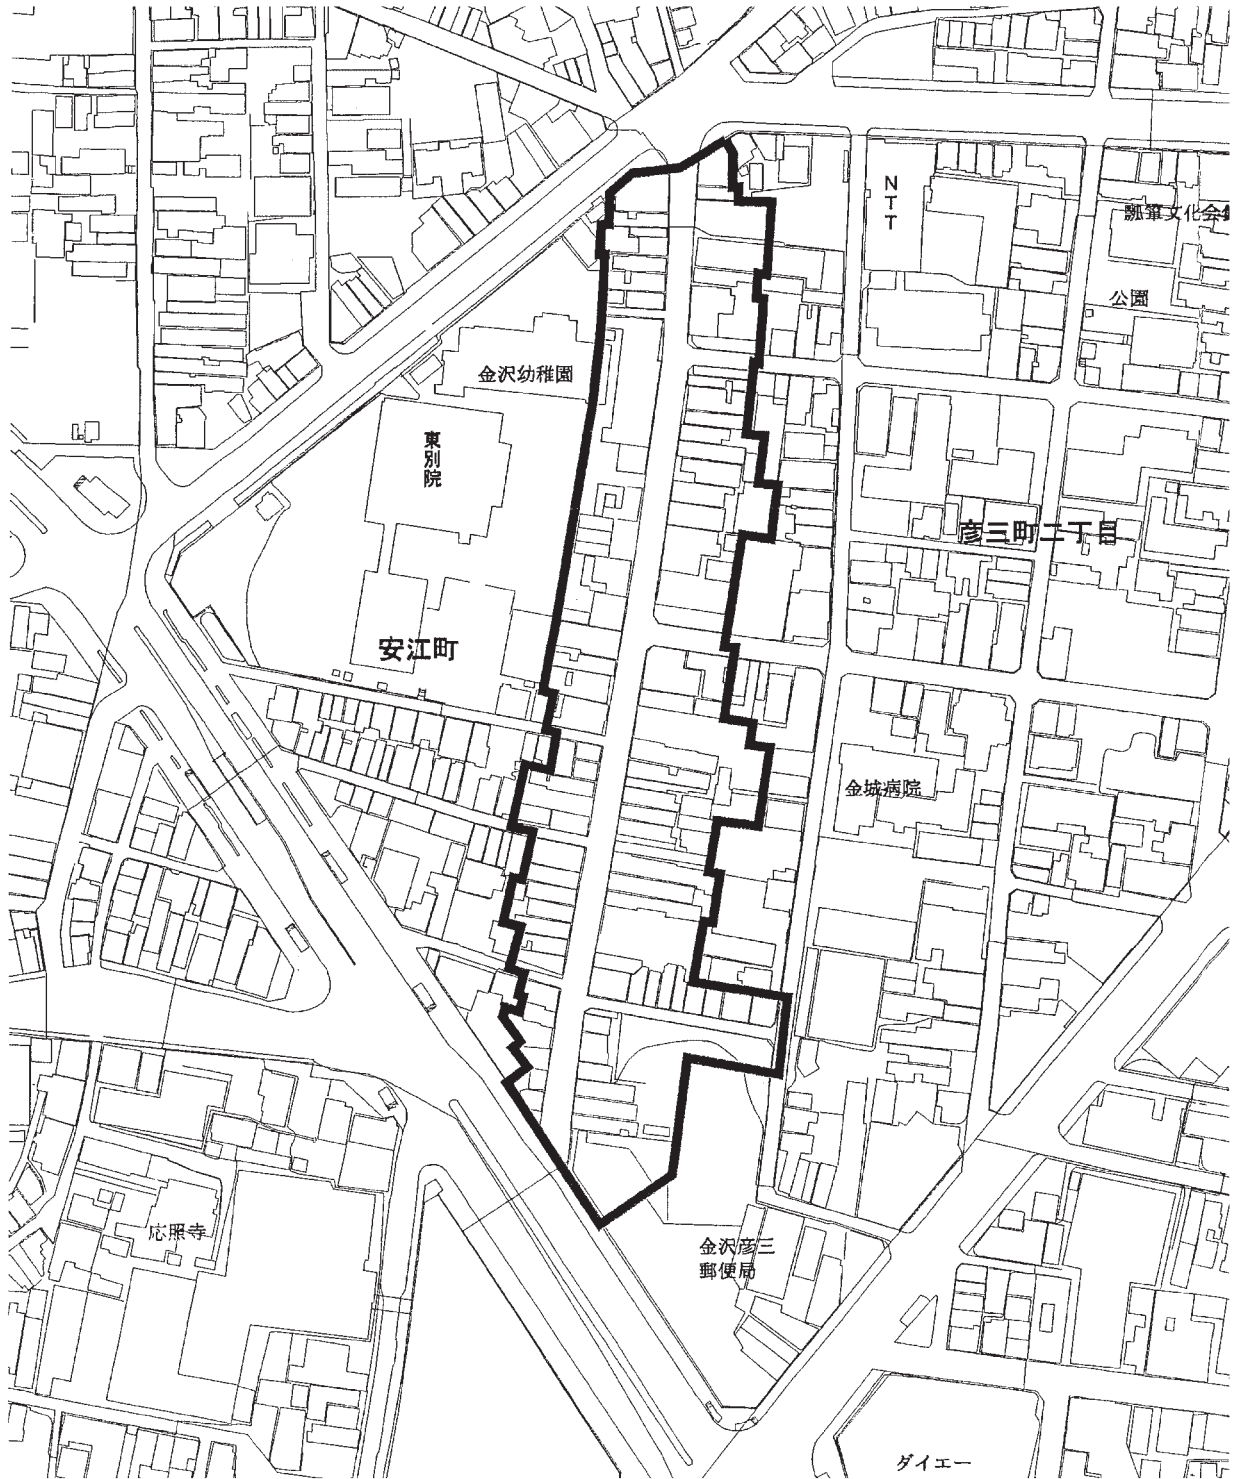 NTT
瓢箪文化会
公園
金沢幼稚園
東別院
彦三町二丁目
安江町
金城病院
応照寺
金沢彦三
郵便局
ダイエー